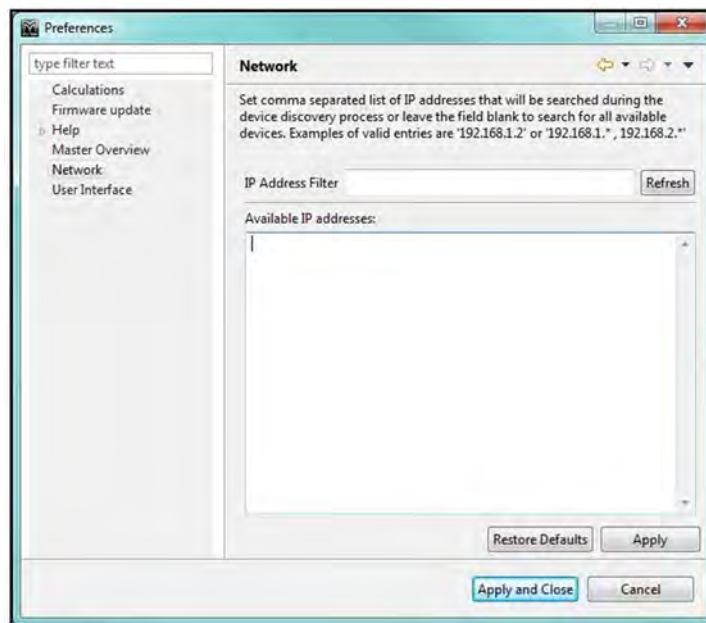 Preferences
type filter text
Calculations
Firmware update
Help
Master Overview
Network
User Interface
Network
Set comma separated list of IP addresses that will be searched during the
device discovery process or leave the field blank to search for all available
devices. Examples of valid entries are '192.168.1.2' or '192.168.1.* , 192.168.2.*'
IP Address Filter
Refresh
Available IP addresses:
Restore Defaults
Apply
Apply and Close
Cancel